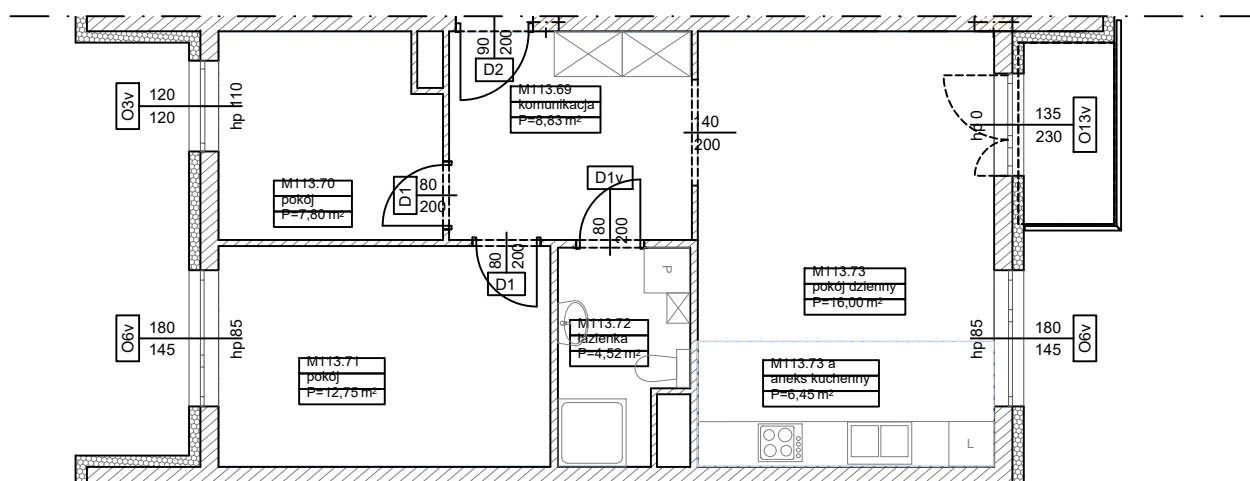 90
200
D2
M113.69
komunikacja
P=8,83 m²
O3v
120
120
hp 110
140
200
hp 0
135
230
O13v
M113.70
pokój
P=7,80 m²
D1
80
200
D1v
80
200
80
200
D1
P
M113.73
pokój dzienny
P=16,00 m²
O6v
180
145
hp 85
M113.72
łazienka
P=4,52 m²
hp 85
180
145
O6v
M113.71
pokój
P=12,75 m²
M113.73 a
aneks kuchenny
P=6,45 m²
L